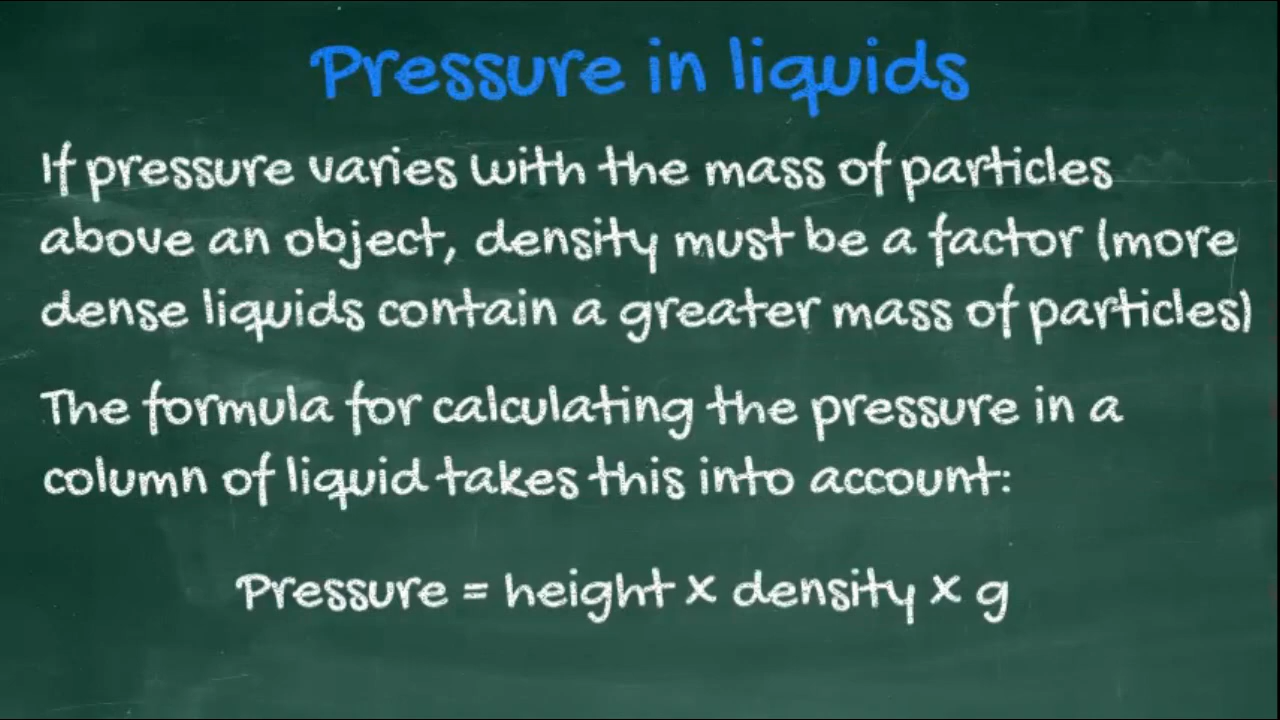 Pressure in liquids
If pressure varies with the mass of particles
above an object, density must be a factor (more
dense liquids contain a greater mass of particles)
The formula for calculating the pressure in a
column of liquid takes this into account:
Pressure = height x density x g